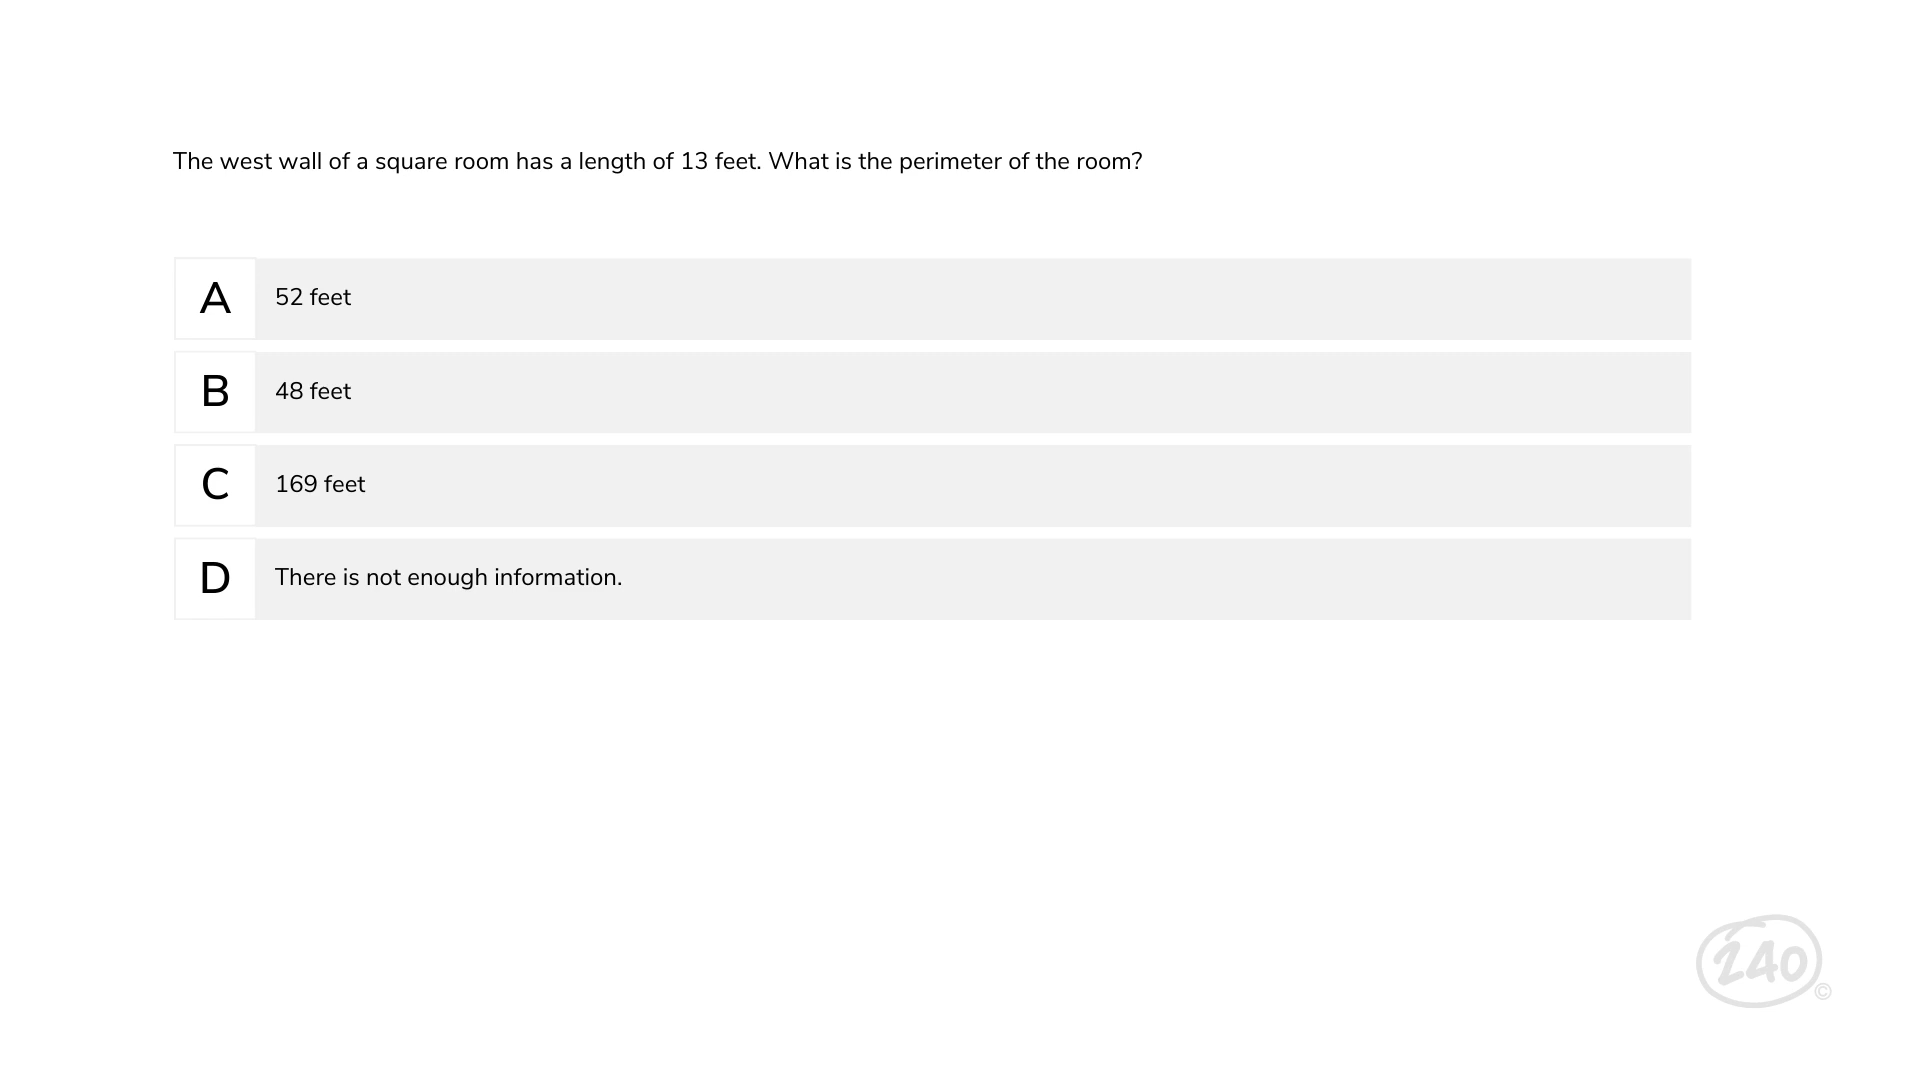 The west wall of a square room has a length of 13 feet. What is the perimeter of the room?
A 52 feet
B 48 feet
C 169 feet
D There is not enough information.
240
©